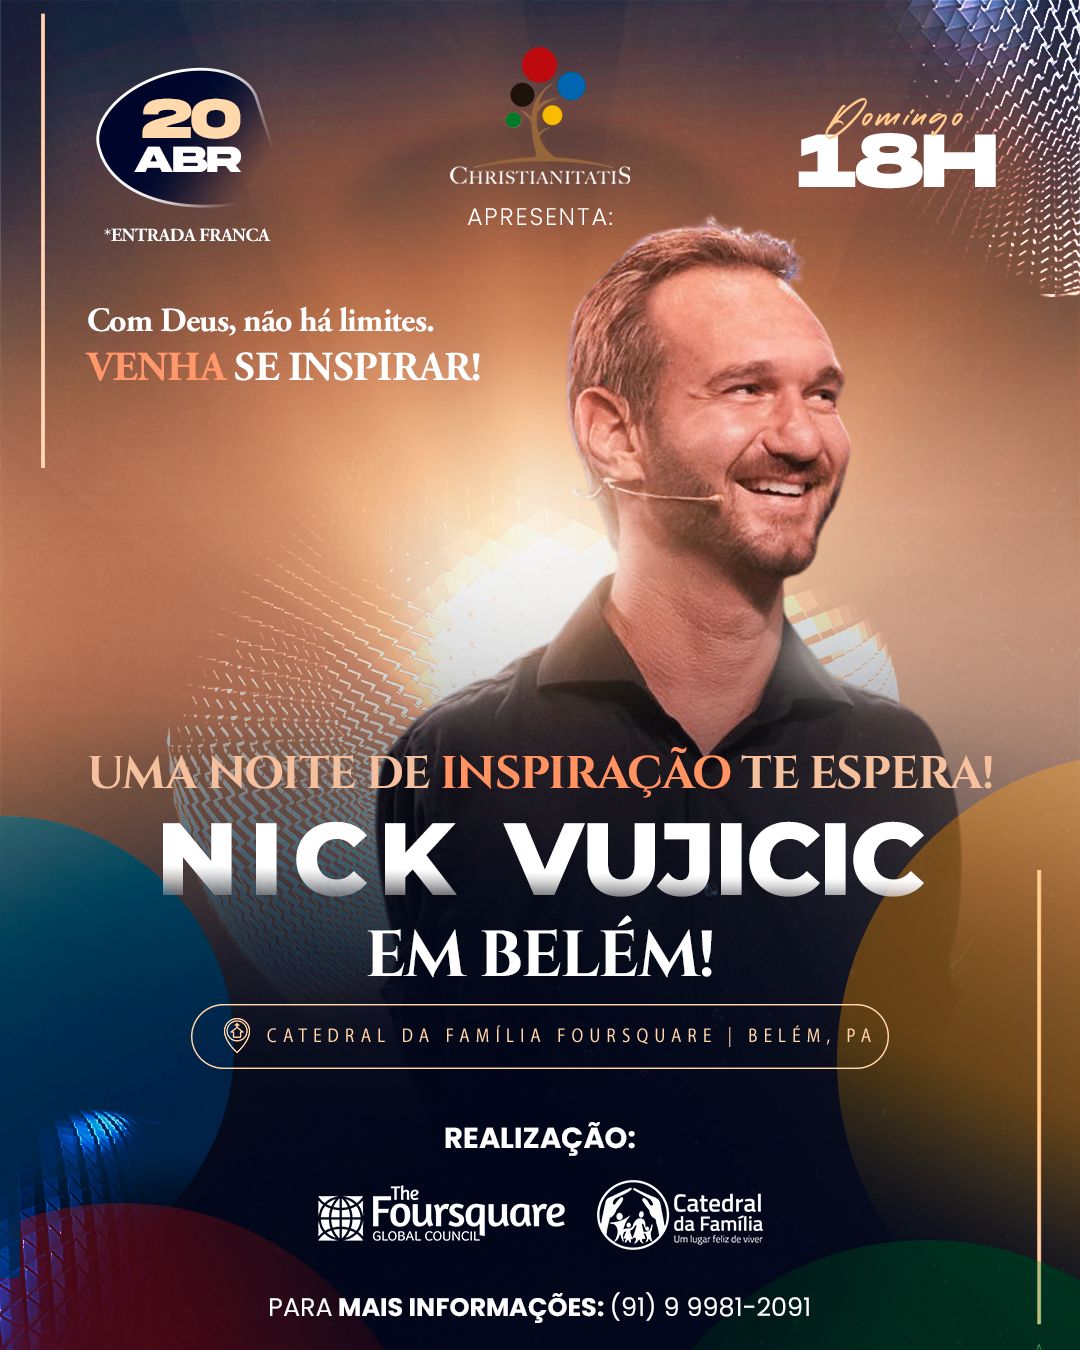 20
ABR
*ENTRADA FRANCA
CHRISTIANITATIS
APRESENTA:
Domingo
18H
Com Deus, não há limites.
VENHA SE INSPIRAR!
UMA NOITE DE INSPIRAÇÃO TE ESPERA!
NICK VUJICIC
EM BELÉM!
CATEDRAL DA FAMÍLIA FOURSQUARE | BELÉM, PA
REALIZAÇÃO:
The
Foursquare
GLOBAL COUNCIL
Catedral
da Família
Um lugar feliz de viver
PARA MAIS INFORMAÇÕES: (91) 9 9981-2091